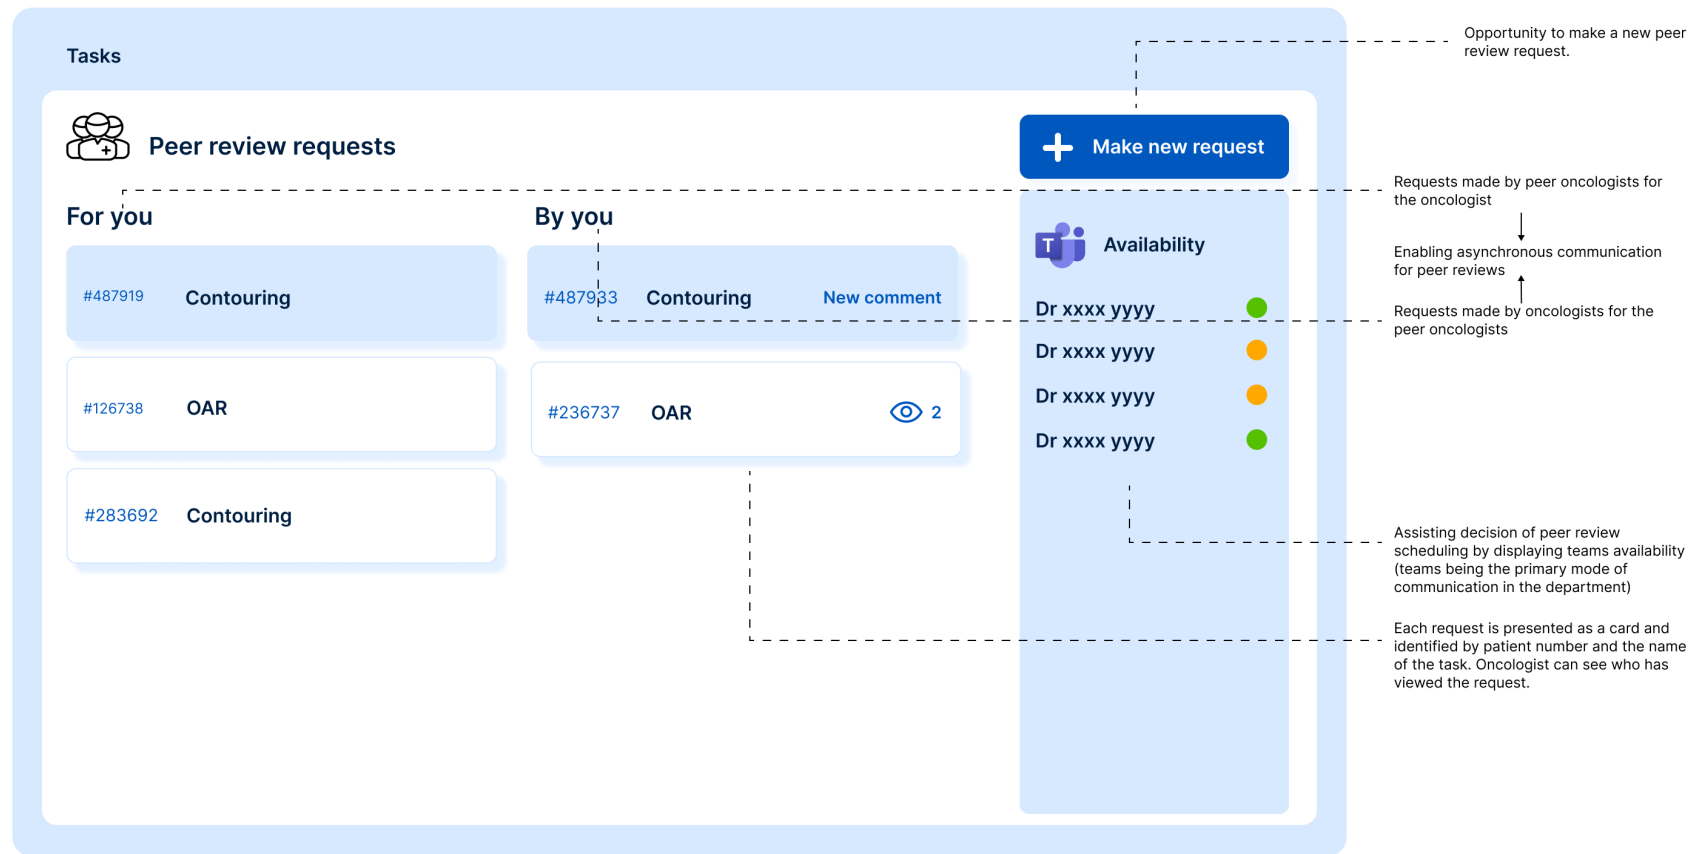 Tasks
Peer review requests
Make new request
For you
#487919 Contouring
#126738 OAR
#283692 Contouring
By you
#487933 Contouring New comment
#236737 OAR 2
T Availability
Dr xxxx yyyy
Dr xxxx yyyy
Dr xxxx yyyy
Dr xxxx yyyy
Opportunity to make a new peer
review request.
Requests made by peer oncologists for
the oncologist
Enabling asynchronous communication
for peer reviews
Requests made by oncologists for the
peer oncologists
Assisting decision of peer review
scheduling by displaying teams availability
(teams being the primary mode of
communication in the department)
Each request is presented as a card and
identified by patient number and the name
of the task. Oncologist can see who has
viewed the request.